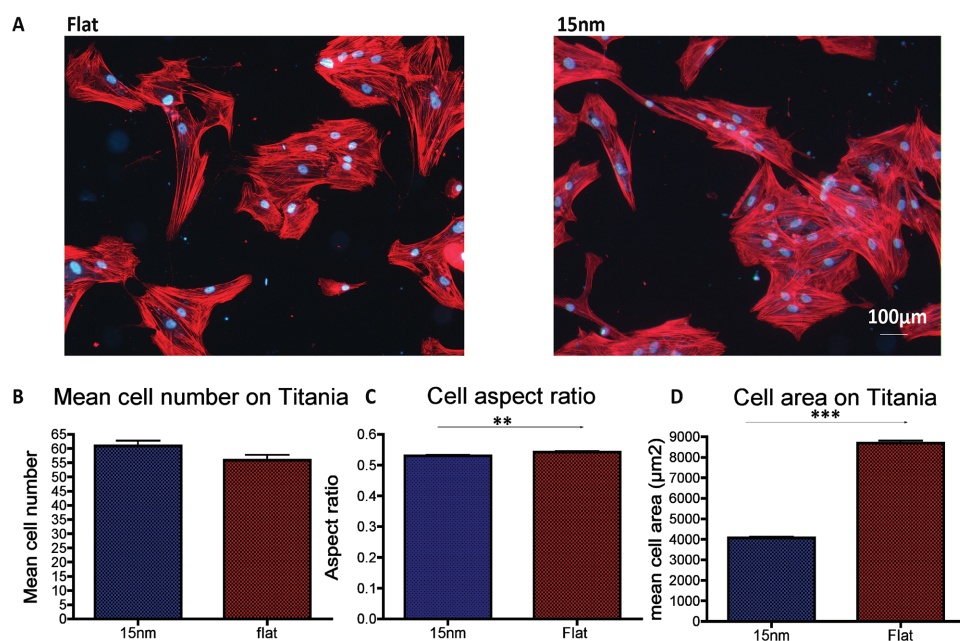 A
Flat
15nm
100µm
B
Mean cell number on Titania
Mean cell number
65
60
55
50
45
40
35
30
25
20
15
10
5
0
15nm
flat
C
Cell aspect ratio
**
Aspect ratio
0.6
0.5
0.4
0.3
0.2
0.1
0.0
15nm
Flat
D
Cell area on Titania
***
mean cell area (µm2)
9000
8000
7000
6000
5000
4000
3000
2000
1000
0
15nm
Flat